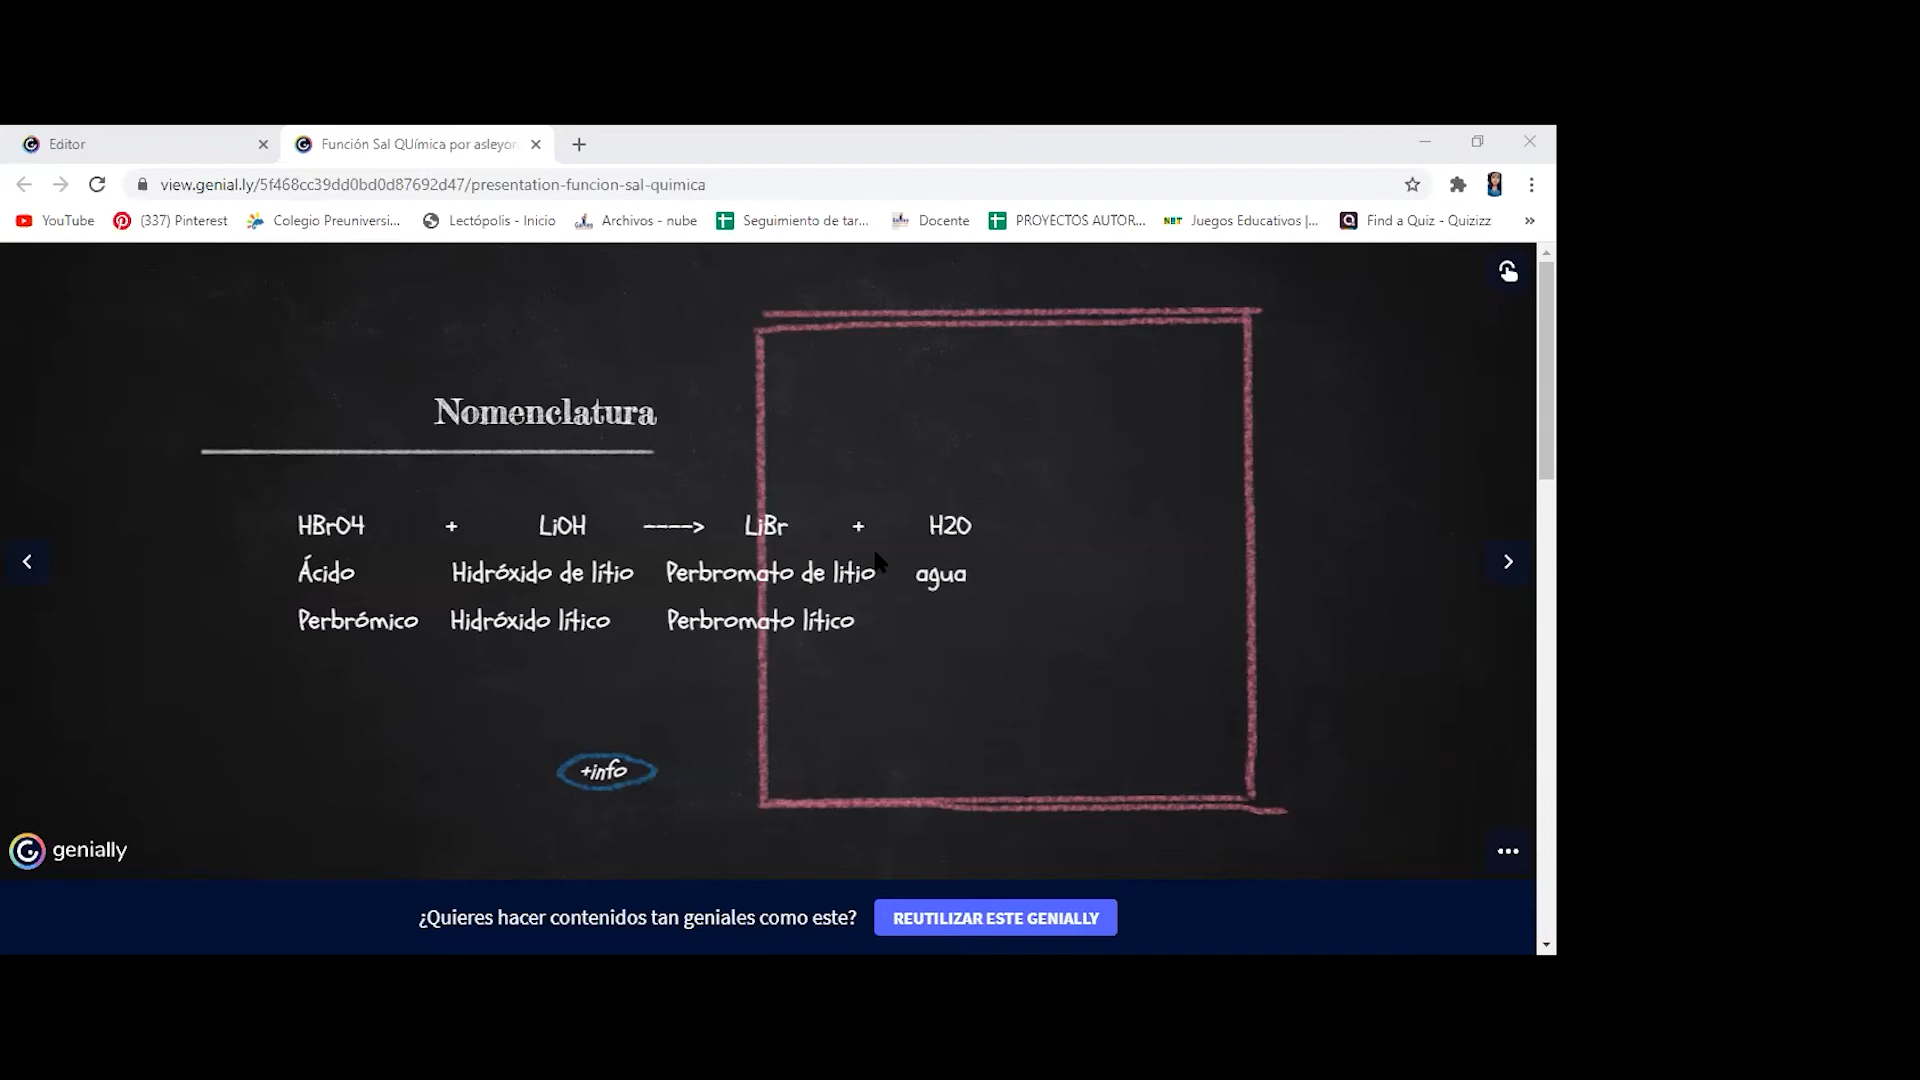 Editor
Función Sal QUímica por asleyor
view.genial.ly/5f468cc39dd0bd0d87692d47/presentation-funcion-sal-quimica
YouTube (337) Pinterest Colegio Preuniversi... Lectópolis - Inicio Archivos - nube Seguimiento de tar... Docente PROYECTOS AUTOR... NBT Juegos Educativos |... Find a Quiz - Quizizz »
Nomenclatura
HBrO4 + LiOH ----> LiBr + H2O
Ácido Hidróxido de lítio Perbromato de litio agua
Perbrómico Hidróxido lítico Perbromato lítico
+info
genially
¿Quieres hacer contenidos tan geniales como este? REUTILIZAR ESTE GENIALLY